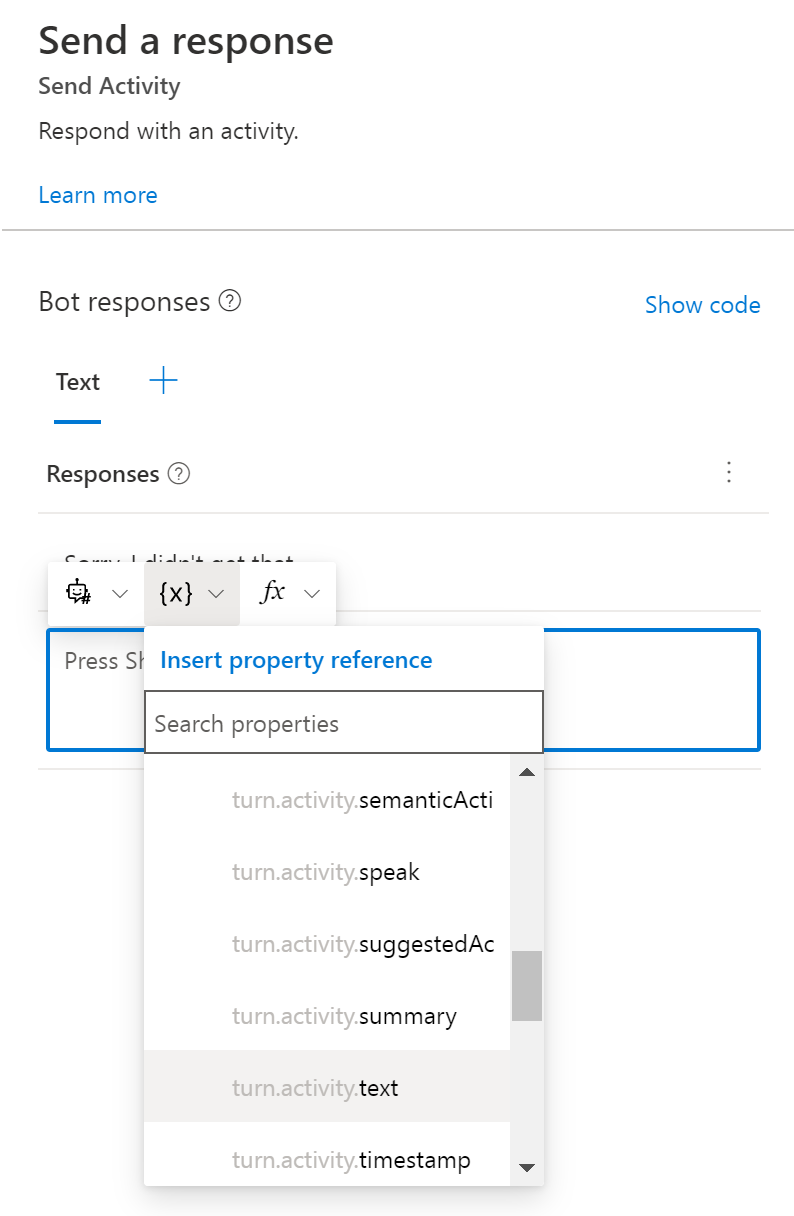 Send a response
Send Activity
Respond with an activity.
Learn more
Bot responses ?
Show code
Text
Responses ?
Sorry, I didn't get that
{x}
fx
Press Sh
Insert property reference
Search properties
turn.activity.semanticActi
turn.activity.speak
turn.activity.suggestedAc
turn.activity.summary
turn.activity.text
turn.activity.timestamp